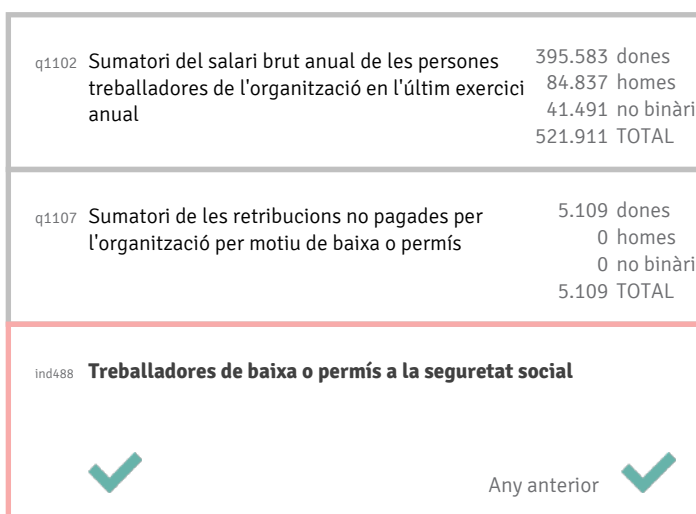 q1102 Sumatori del salari brut anual de les persones 395.583 dones
treballadores de l'organització en l'últim exercici 84.837 homes
anual 41.491 no binàri
521.911 TOTAL
q1107 Sumatori de les retribucions no pagades per 5.109 dones
l'organització per motiu de baixa o permís 0 homes
0 no binàri
5.109 TOTAL
ind488 Treballadores de baixa o permís a la seguretat social
Any anterior